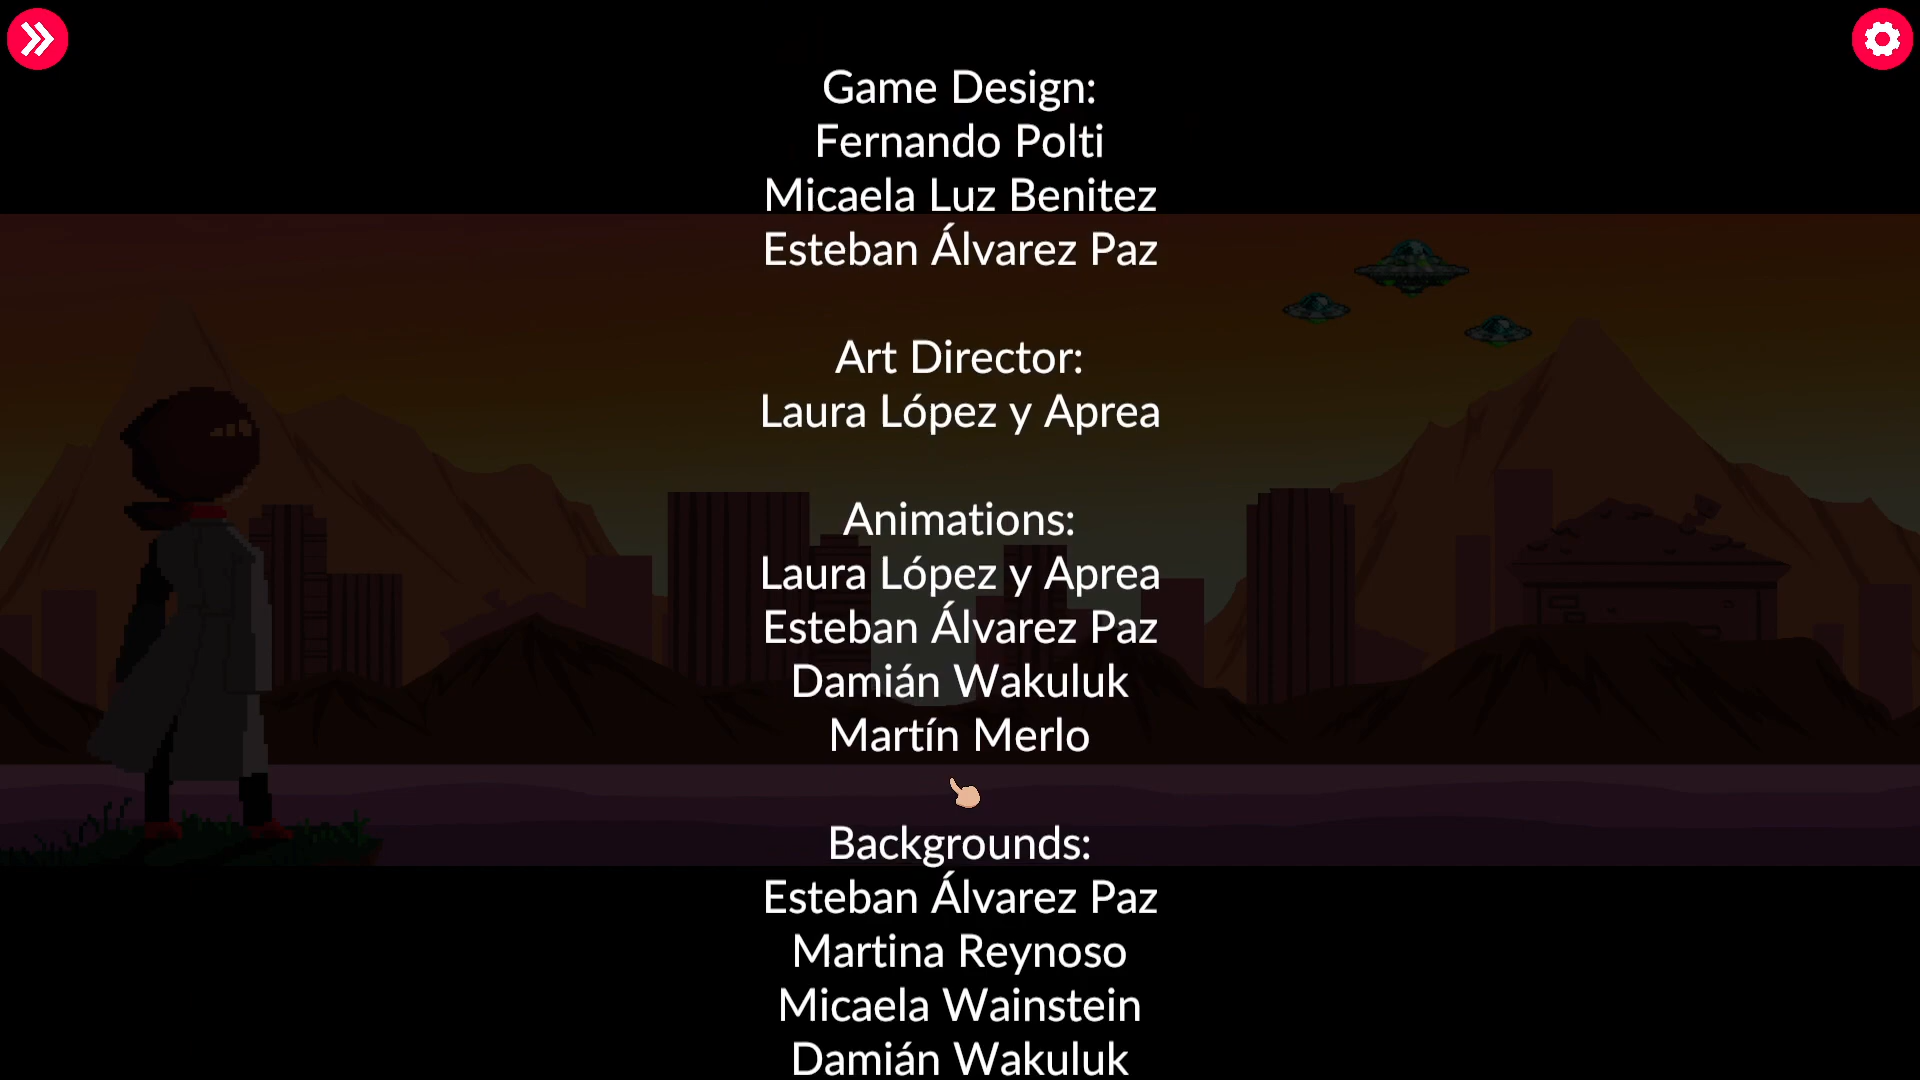 Game Design:
Fernando Polti
Micaela Luz Benitez
Esteban Álvarez Paz
Art Director:
Laura López y Aprea
Animations:
Laura López y Aprea
Esteban Álvarez Paz
Damián Wakuluk
Martín Merlo
Backgrounds:
Esteban Álvarez Paz
Martina Reynoso
Micaela Wainstein
Damián Wakuluk